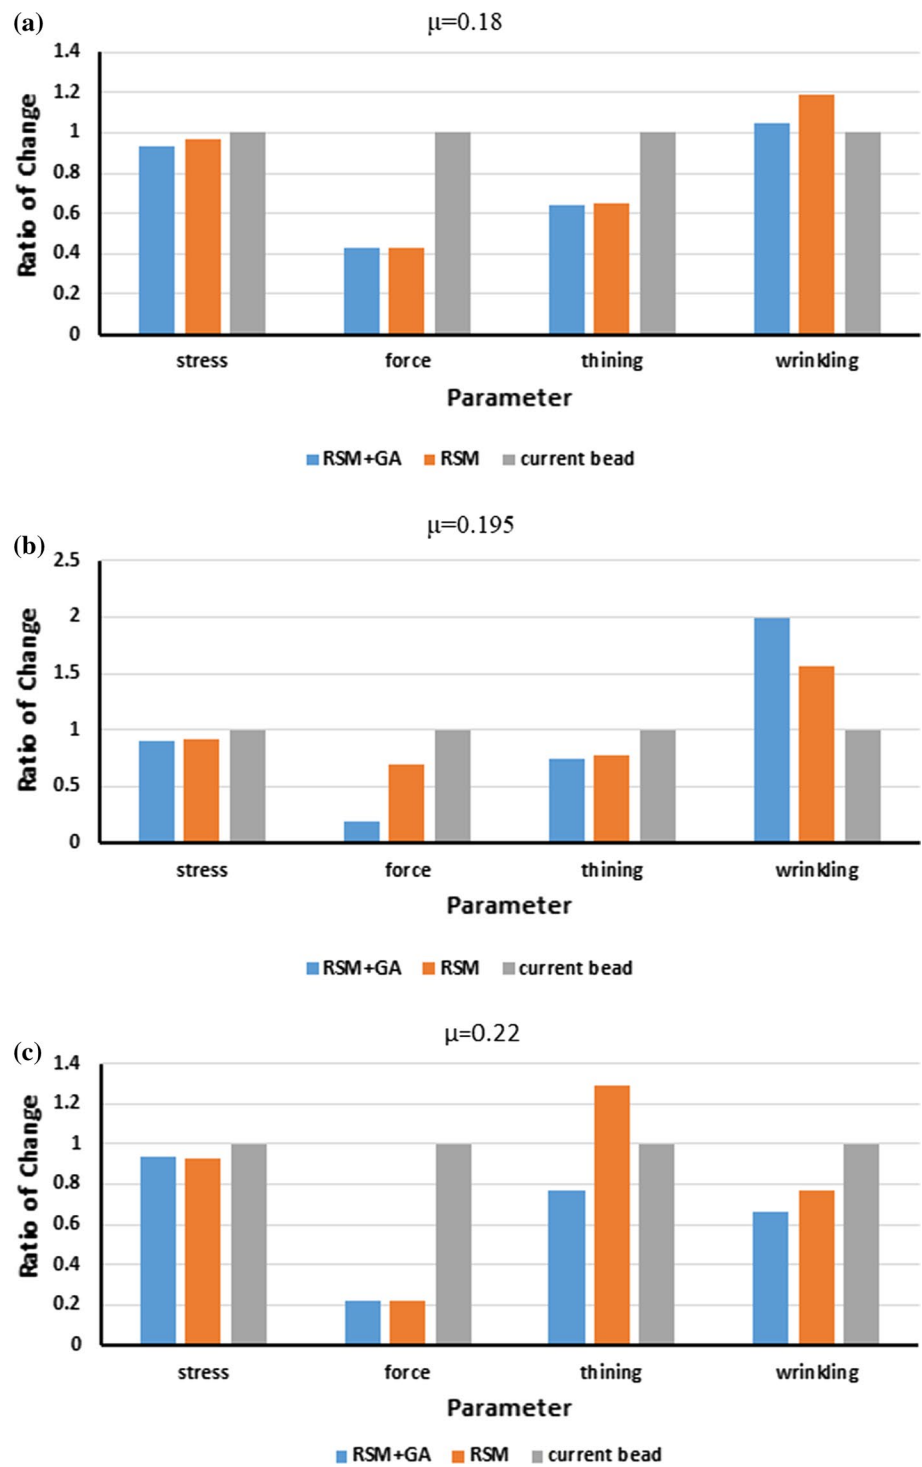 (a)
μ=0.18
1.4
1.2
1
0.8
0.6
0.4
0.2
0
Ratio of Change
stress force thining wrinkling
Parameter
RSM+GA RSM current bead
(b)
μ=0.195
2.5
2
1.5
1
0.5
0
Ratio of Change
stress force thining wrinkling
Parameter
RSM+GA RSM current bead
(c)
μ=0.22
1.4
1.2
1
0.8
0.6
0.4
0.2
0
Ratio of Change
stress force thining wrinkling
Parameter
RSM+GA RSM current bead